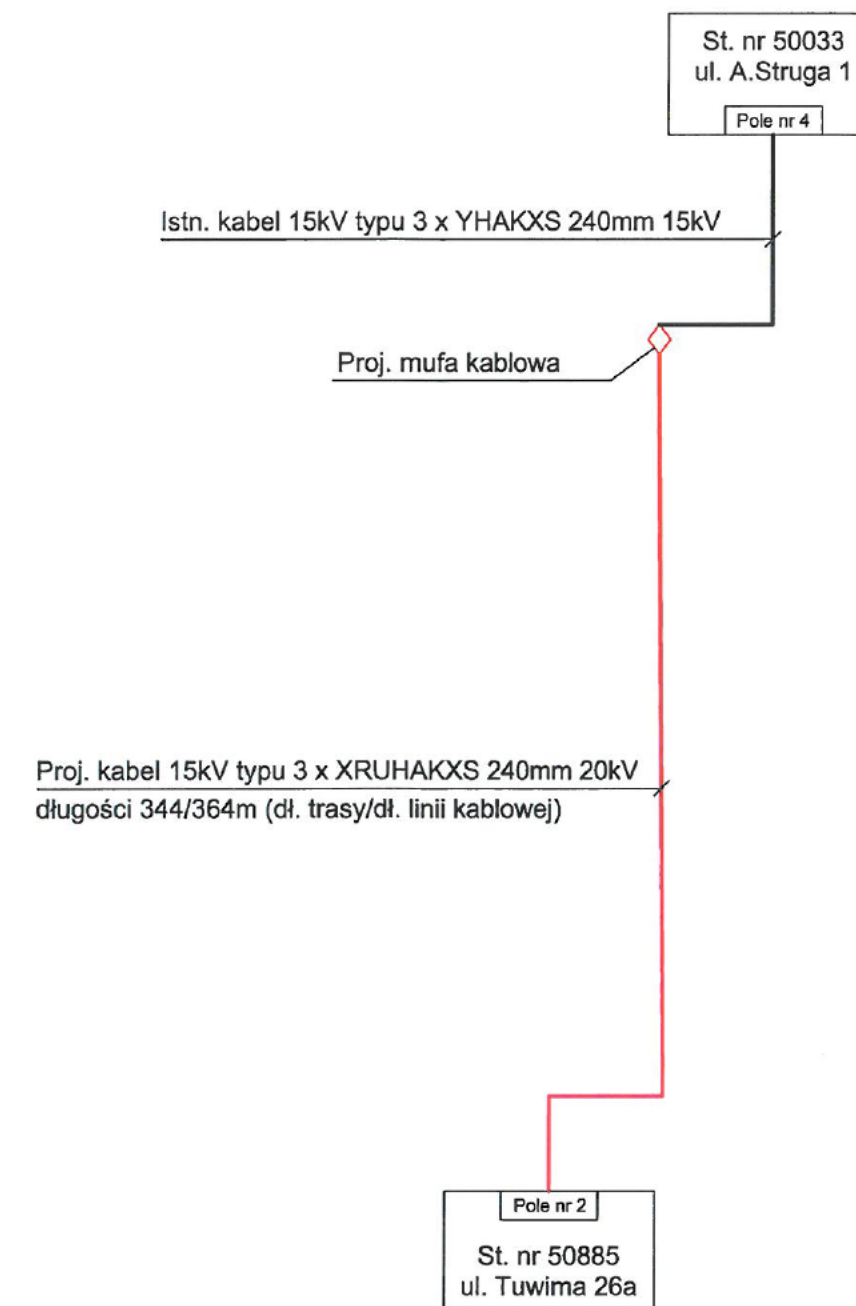 St. nr 50033
ul. A.Struga 1
Pole nr 4
Istn. kabel 15kV typu 3 x YHAKXS 240mm 15kV
Proj. mufa kablowa
Proj. kabel 15kV typu 3 x XRUHAKXS 240mm 20kV
długości 344/364m (dł. trasy/dł. linii kablowej)
Pole nr 2
St. nr 50885
ul. Tuwima 26a